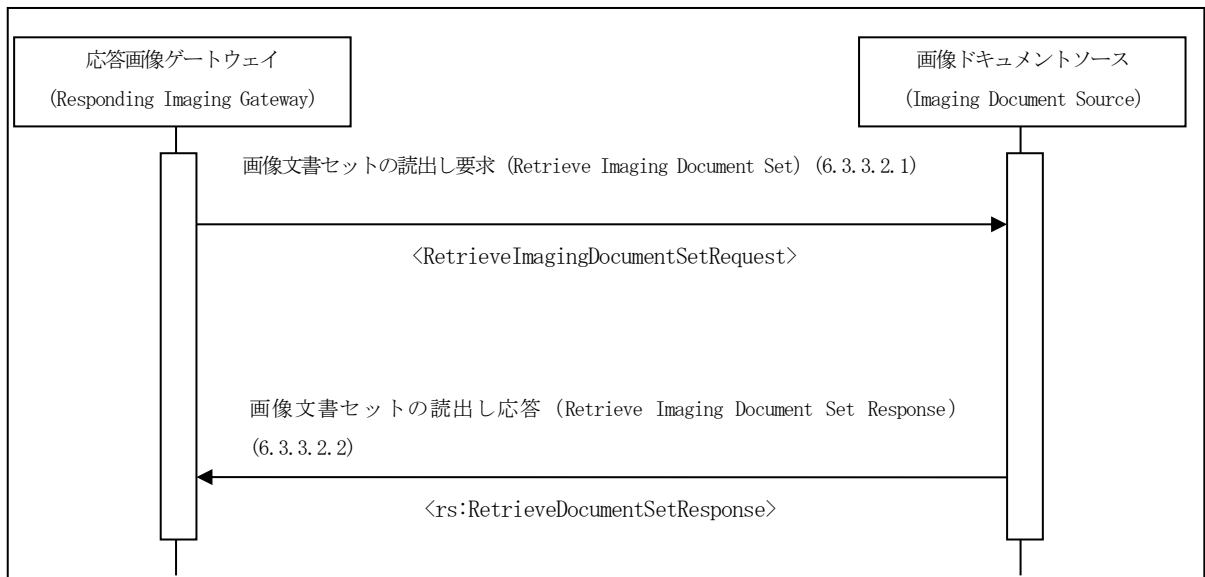 応答画像ゲートウェイ
(Responding Imaging Gateway)
画像ドキュメントソース
(Imaging Document Source)
画像文書セットの読出し要求 (Retrieve Imaging Document Set) (6.3.3.2.1)
<RetrieveImagingDocumentSetRequest>
画像文書セットの読出し応答 (Retrieve Imaging Document Set Response)
(6.3.3.2.2)
<rs:RetrieveDocumentSetResponse>